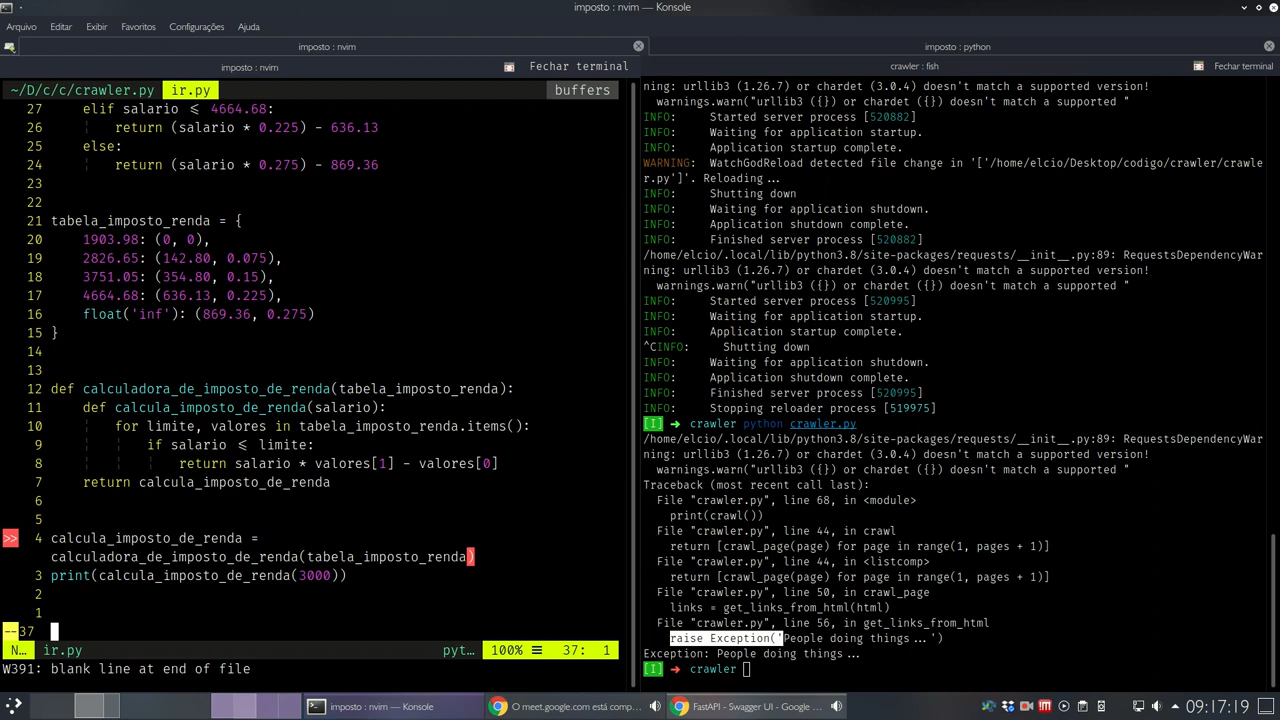 imposto : nvim — Konsole
Arquivo Editar Exibir Favoritos Configurações Ajuda
imposto : nvim
imposto : nvim Fechar terminal
~/D/c/c/crawler.py ir.py buffers
27 elif salario <= 4664.68:
26 return (salario * 0.225) - 636.13
25 else:
24 return (salario * 0.275) - 869.36
23
22
21 tabela_imposto_renda = {
20 1903.98: (0, 0),
19 2826.65: (142.80, 0.075),
18 3751.05: (354.80, 0.15),
17 4664.68: (636.13, 0.225),
16 float('inf'): (869.36, 0.275)
15 }
14
13
12 def calculadora_de_imposto_de_renda(tabela_imposto_renda):
11 def calcula_imposto_de_renda(salario):
10 for limite, valores in tabela_imposto_renda.items():
9 if salario <= limite:
8 return salario * valores[1] - valores[0]
7 return calcula_imposto_de_renda
6
5
>> 4 calcula_imposto_de_renda =
calculadora_de_imposto_de_renda(tabela_imposto_renda)
3 print(calcula_imposto_de_renda(3000))
2
1
--37
N… ir.py pyt… 100% ☰ 37: 1
W391: blank line at end of file
imposto : python
crawler : fish Fechar terminal
ning: urllib3 (1.26.7) or chardet (3.0.4) doesn't match a supported version!
warnings.warn("urllib3 ({}) or chardet ({}) doesn't match a supported "
INFO: Started server process [520882]
INFO: Waiting for application startup.
INFO: Application startup complete.
WARNING: WatchGodReload detected file change in '['/home/elcio/Desktop/codigo/crawler/crawle
r.py']'. Reloading...
INFO: Shutting down
INFO: Waiting for application shutdown.
INFO: Application shutdown complete.
INFO: Finished server process [520882]
/home/elcio/.local/lib/python3.8/site-packages/requests/__init__.py:89: RequestsDependencyWar
ning: urllib3 (1.26.7) or chardet (3.0.4) doesn't match a supported version!
warnings.warn("urllib3 ({}) or chardet ({}) doesn't match a supported "
INFO: Started server process [520995]
INFO: Waiting for application startup.
INFO: Application startup complete.
^CINFO: Shutting down
INFO: Waiting for application shutdown.
INFO: Application shutdown complete.
INFO: Finished server process [520995]
INFO: Stopping reloader process [519975]
[I] ➜ crawler python crawler.py
/home/elcio/.local/lib/python3.8/site-packages/requests/__init__.py:89: RequestsDependencyWar
ning: urllib3 (1.26.7) or chardet (3.0.4) doesn't match a supported version!
warnings.warn("urllib3 ({}) or chardet ({}) doesn't match a supported "
Traceback (most recent call last):
File "crawler.py", line 68, in <module>
print(crawl())
File "crawler.py", line 44, in crawl
return [crawl_page(page) for page in range(1, pages + 1)]
File "crawler.py", line 44, in <listcomp>
return [crawl_page(page) for page in range(1, pages + 1)]
File "crawler.py", line 50, in crawl_page
links = get_links_from_html(html)
File "crawler.py", line 56, in get_links_from_html
raise Exception('People doing things...')
Exception: People doing things...
[I] ➜ crawler
imposto : nvim — Konsole
O meet.google.com está comp…
FastAPI - Swagger UI - Google …
09:17:19